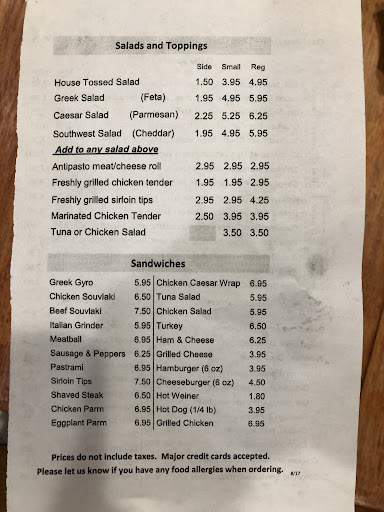 Salads and Toppings
Side Small Reg
House Tossed Salad 1.50 3.95 4.95
Greek Salad (Feta) 1.95 4.95 5.95
Caesar Salad (Parmesan) 2.25 5.25 6.25
Southwest Salad (Cheddar) 1.95 4.95 5.95
Add to any salad above
Antipasto meat/cheese roll 2.95 2.95 2.95
Freshly grilled chicken tender 1.95 1.95 2.95
Freshly grilled sirloin tips 2.95 2.95 4.25
Marinated Chicken Tender 2.50 3.95 3.95
Tuna or Chicken Salad 3.50 3.50
Sandwiches
Greek Gyro 5.95 Chicken Caesar Wrap 6.95
Chicken Souvlaki 6.50 Tuna Salad 5.95
Beef Souvlaki 7.50 Chicken Salad 5.95
Italian Grinder 5.95 Turkey 6.50
Meatball 6.95 Ham & Cheese 6.25
Sausage & Peppers 6.25 Grilled Cheese 3.95
Pastrami 6.95 Hamburger (6 oz) 3.95
Sirloin Tips 7.50 Cheeseburger (6 oz) 4.50
Shaved Steak 6.50 Hot Weiner 1.80
Chicken Parm 6.95 Hot Dog (1/4 lb) 3.95
Eggplant Parm 6.95 Grilled Chicken 6.95
Prices do not include taxes. Major credit cards accepted.
Please let us know if you have any food allergies when ordering. 8/17